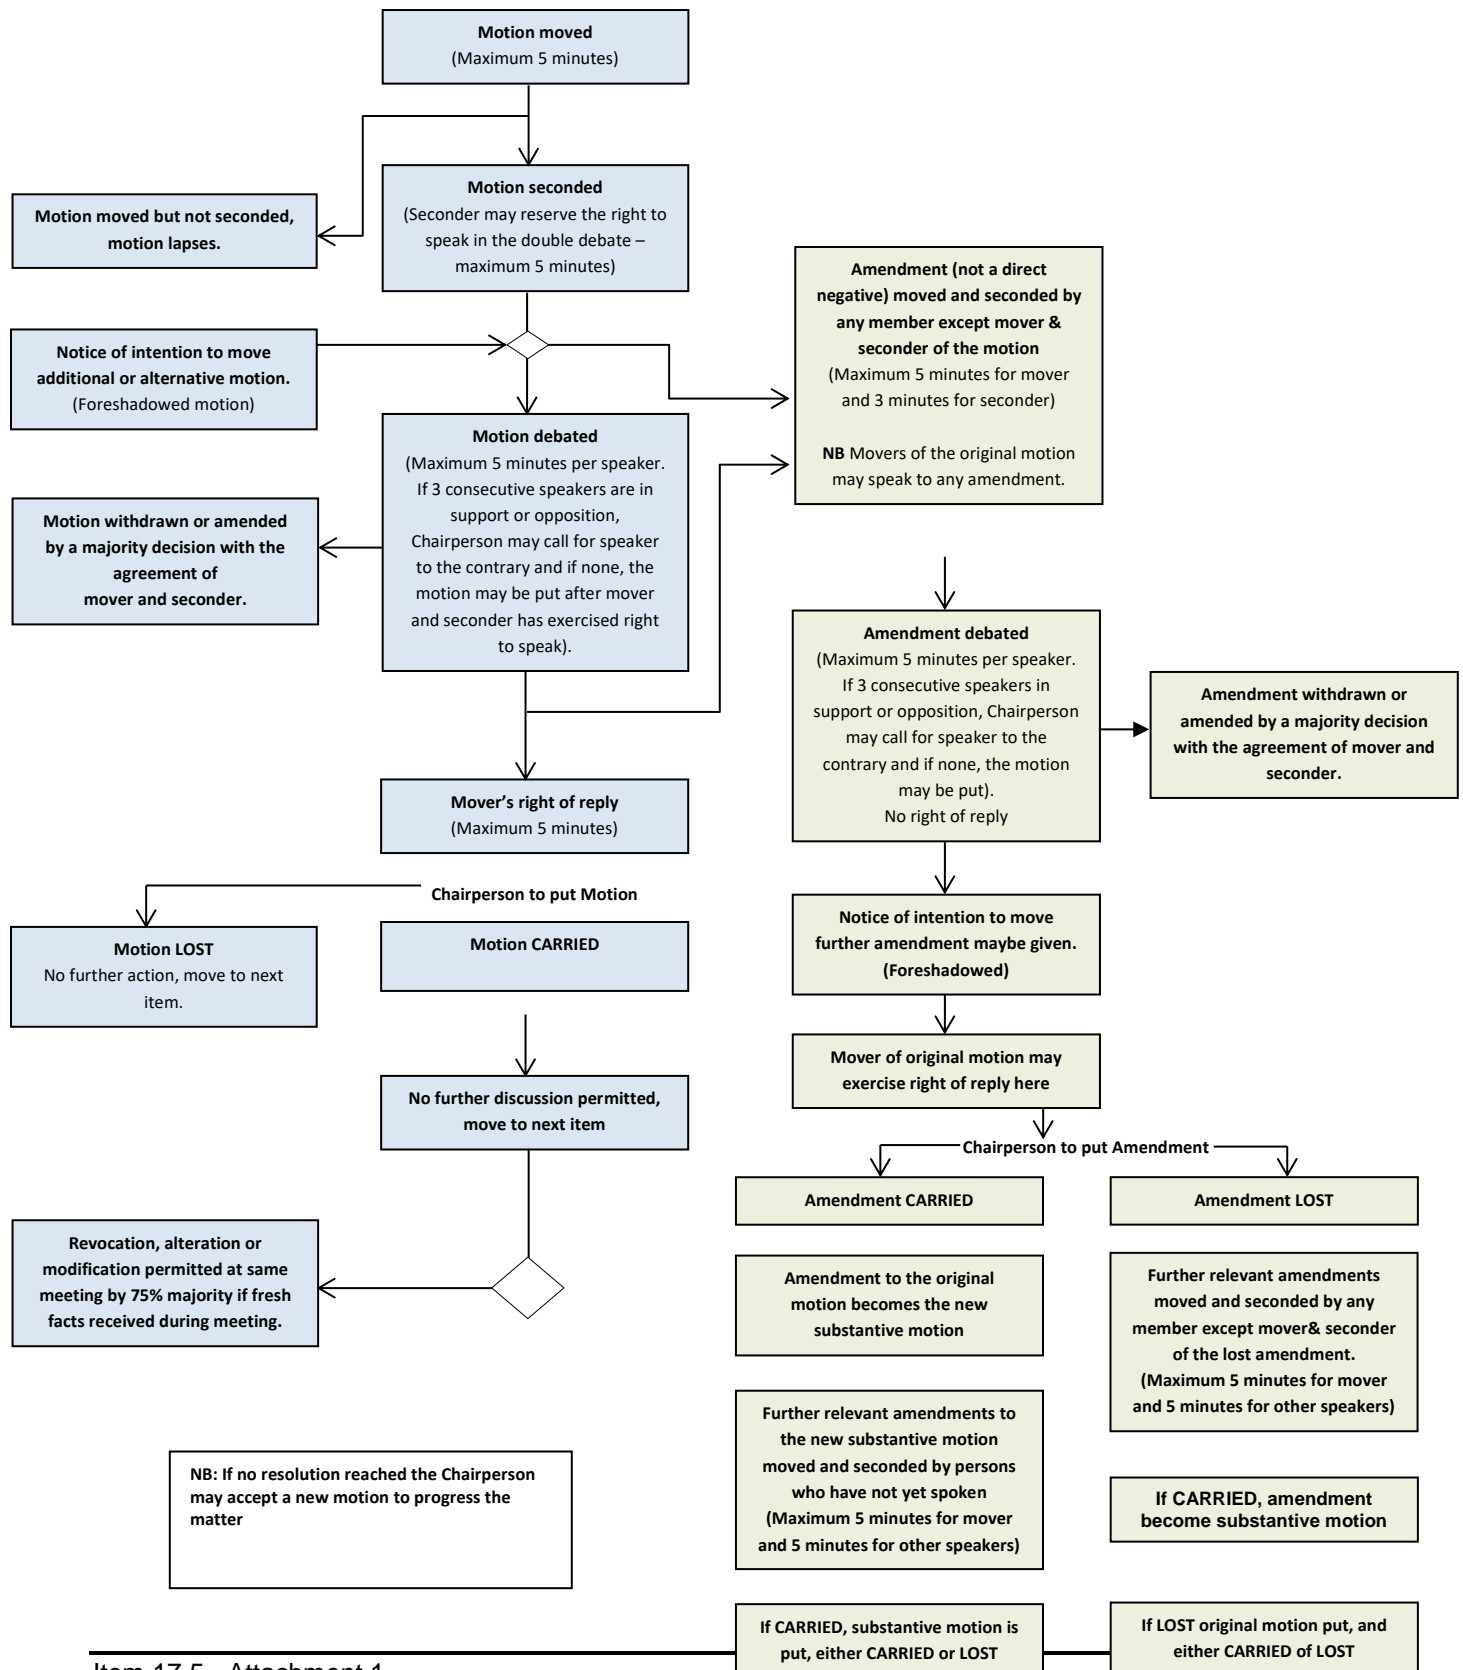 Motion moved
(Maximum 5 minutes)
Motion seconded
(Seconder may reserve the right to
speak in the double debate –
maximum 5 minutes)
Motion moved but not seconded,
motion lapses.
Notice of intention to move
additional or alternative motion.
(Foreshadowed motion)
Motion debated
(Maximum 5 minutes per speaker.
If 3 consecutive speakers are in
support or opposition,
Chairperson may call for speaker
to the contrary and if none, the
motion may be put after mover
and seconder has exercised right
to speak).
Motion withdrawn or amended
by a majority decision with the
agreement of
mover and seconder.
Mover’s right of reply
(Maximum 5 minutes)
Chairperson to put Motion
Motion LOST
No further action, move to next
item.
Motion CARRIED
No further discussion permitted,
move to next item
Revocation, alteration or
modification permitted at same
meeting by 75% majority if fresh
facts received during meeting.
NB: If no resolution reached the Chairperson
may accept a new motion to progress the
matter
Amendment (not a direct
negative) moved and seconded by
any member except mover &
seconder of the motion
(Maximum 5 minutes for mover
and 3 minutes for seconder)
NB Movers of the original motion
may speak to any amendment.
Amendment debated
(Maximum 5 minutes per speaker.
If 3 consecutive speakers in
support or opposition, Chairperson
may call for speaker to the
contrary and if none, the motion
may be put).
No right of reply
Amendment withdrawn or
amended by a majority decision
with the agreement of mover and
seconder.
Notice of intention to move
further amendment maybe given.
(Foreshadowed)
Mover of original motion may
exercise right of reply here
Chairperson to put Amendment
Amendment CARRIED
Amendment to the original
motion becomes the new
substantive motion
Further relevant amendments to
the new substantive motion
moved and seconded by persons
who have not yet spoken
(Maximum 5 minutes for mover
and 5 minutes for other speakers)
If CARRIED, substantive motion is
put, either CARRIED or LOST
Amendment LOST
Further relevant amendments
moved and seconded by any
member except mover& seconder
of the lost amendment.
(Maximum 5 minutes for mover
and 5 minutes for other speakers)
If CARRIED, amendment
become substantive motion
If LOST original motion put, and
either CARRIED of LOST
Item 17.5 - Attachment 1